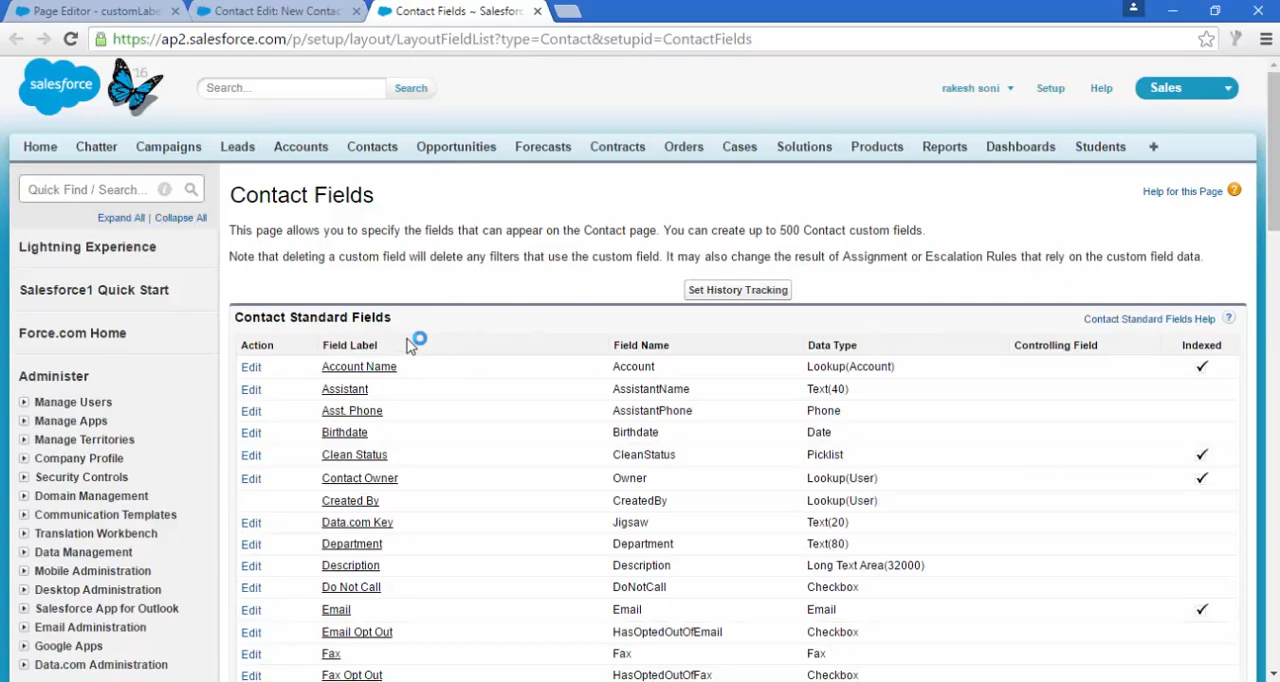 Page Editor - customLabe
Contact Edit: New Contac
Contact Fields ~ Salesforc
https://ap2.salesforce.com/p/setup/layout/LayoutFieldList?type=Contact&setupid=ContactFields
salesforce
'16
Search...
Search
rakesh soni
Setup
Help
Sales
Home Chatter Campaigns Leads Accounts Contacts Opportunities Forecasts Contracts Orders Cases Solutions Products Reports Dashboards Students +
Quick Find / Search...
Expand All | Collapse All
Lightning Experience
Salesforce1 Quick Start
Force.com Home
Administer
Manage Users
Manage Apps
Manage Territories
Company Profile
Security Controls
Domain Management
Communication Templates
Translation Workbench
Data Management
Mobile Administration
Desktop Administration
Salesforce App for Outlook
Email Administration
Google Apps
Data.com Administration
Contact Fields
Help for this Page ?
This page allows you to specify the fields that can appear on the Contact page. You can create up to 500 Contact custom fields.
Note that deleting a custom field will delete any filters that use the custom field. It may also change the result of Assignment or Escalation Rules that rely on the custom field data.
Set History Tracking
Contact Standard Fields
Contact Standard Fields Help ?
Action Field Label Field Name Data Type Controlling Field Indexed
Edit Account Name Account Lookup(Account) ✓
Edit Assistant AssistantName Text(40)
Edit Asst. Phone AssistantPhone Phone
Edit Birthdate Birthdate Date
Edit Clean Status CleanStatus Picklist ✓
Edit Contact Owner Owner Lookup(User) ✓
Created By CreatedBy Lookup(User)
Edit Data.com Key Jigsaw Text(20)
Edit Department Department Text(80)
Edit Description Description Long Text Area(32000)
Edit Do Not Call DoNotCall Checkbox
Edit Email Email Email ✓
Edit Email Opt Out HasOptedOutOfEmail Checkbox
Edit Fax Fax Fax
Edit Fax Opt Out HasOptedOutOfFax Checkbox